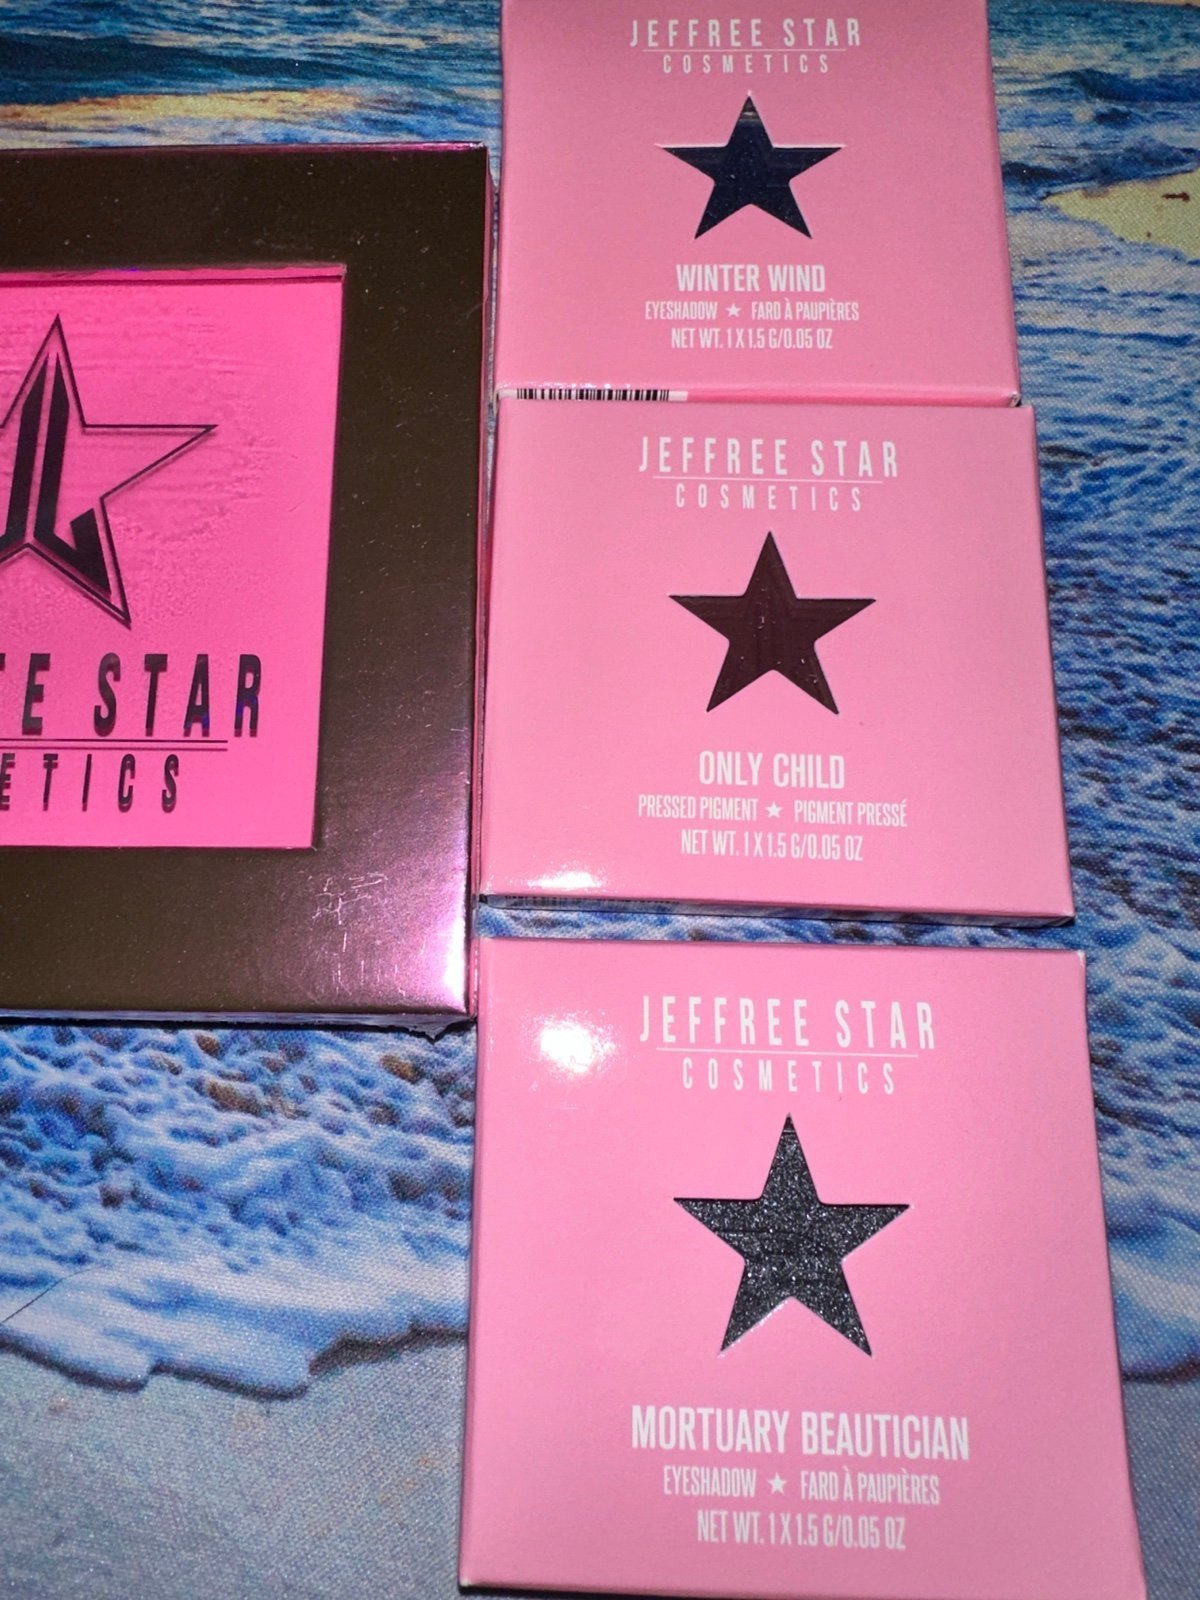 JEFFREE STAR
COSMETICS
WINTER WIND
EYESHADOW ★ FARD À PAUPIÈRES
NET WT. 1 X 1.5 G/0.05 OZ
JEFFREE STAR
COSMETICS
ONLY CHILD
PRESSED PIGMENT ★ PIGMENT PRESSÉ
NET WT. 1 X 1.5 G/0.05 OZ
JEFFREE STAR
COSMETICS
MORTUARY BEAUTICIAN
EYESHADOW ★ FARD À PAUPIÈRES
NET WT. 1 X 1.5 G/0.05 OZ
STAR